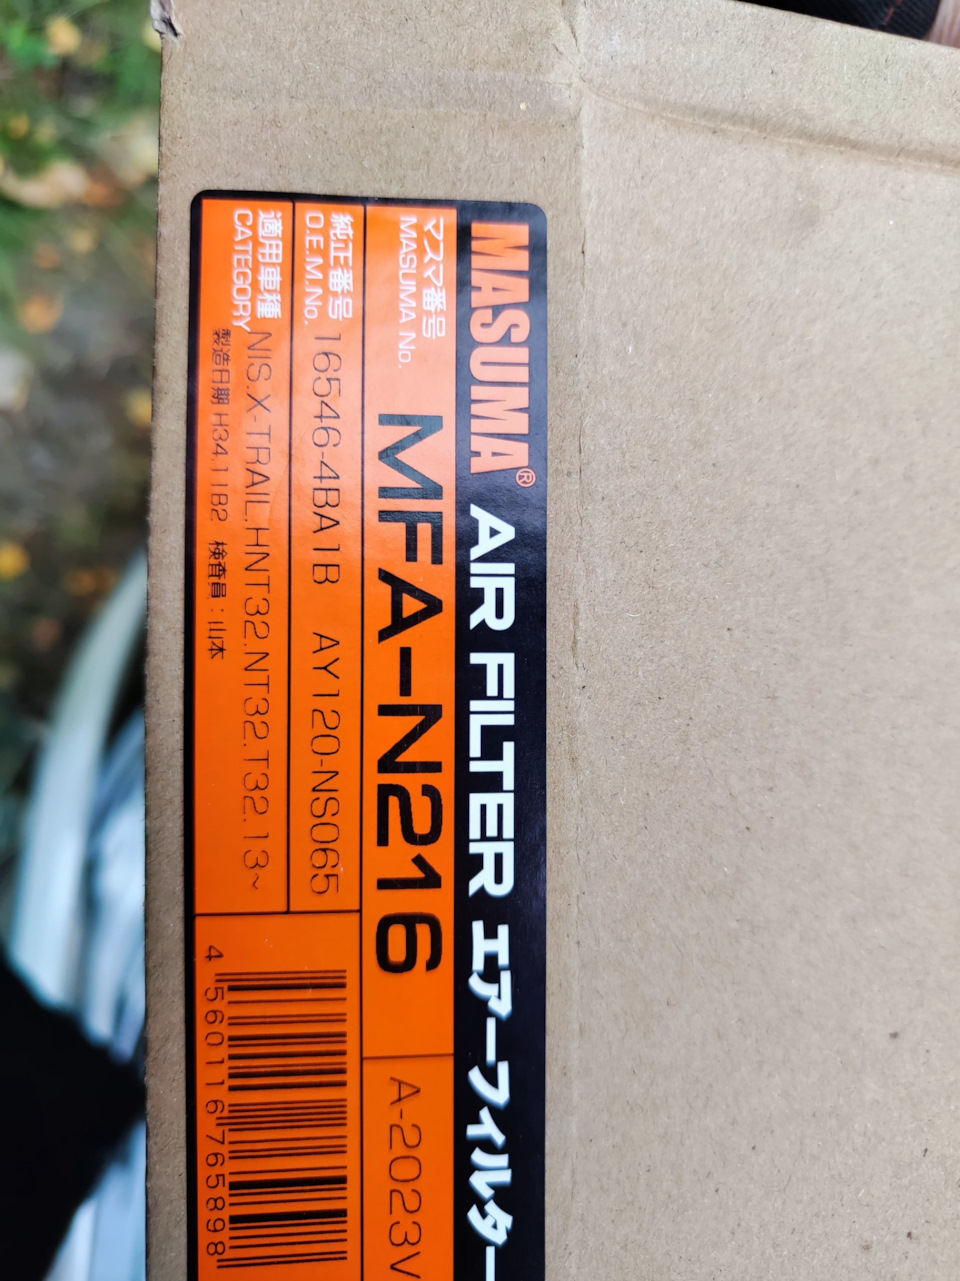 MASUMA® AIR FILTER エアーフィルター
マスマ番号
MASUMA No. MFA-N216 A-2023V
純正番号
O.E.M.No. 16546-4BA1B AY120-NS065
適用車種
CATEGORY NIS.X-TRAIL.HNT32.NT32.T32.13~
製造日期 H34.11B2 検査員:山本
4 560116 765898